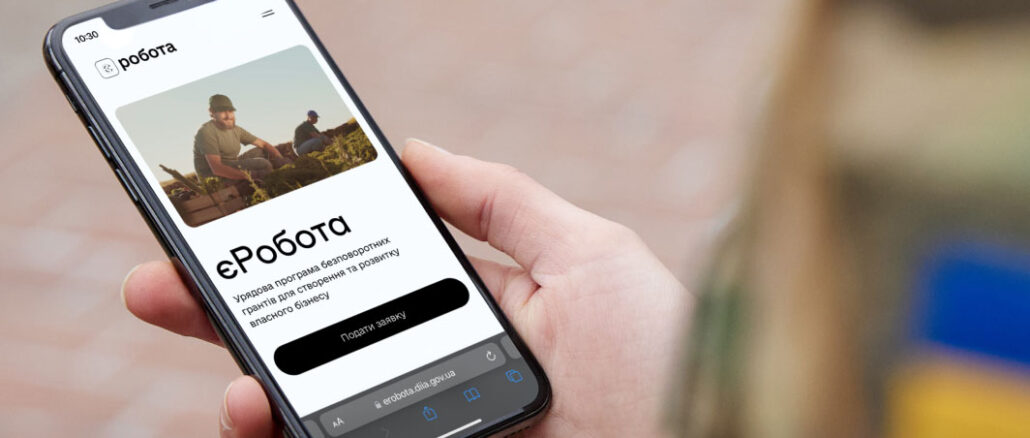 10:30
є робота
єРобота
Урядова програма безповоротних
грантів для створення та розвитку
власного бізнесу
Подати заявку
AA erobota.diia.gov.ua